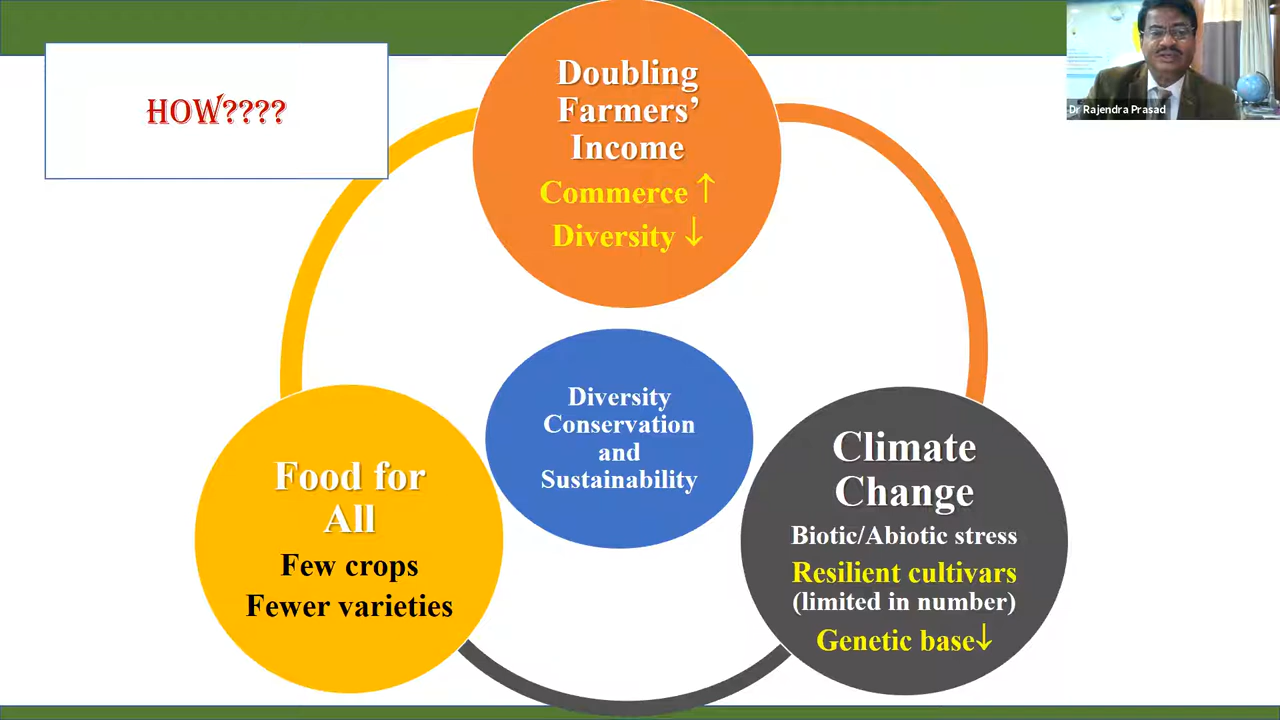 HOW????
Doubling
Farmers’
Income
Commerce ↑
Diversity ↓
Dr Rajendra Prasad
Diversity
Conservation
and
Sustainability
Food for
All
Few crops
Fewer varieties
Climate
Change
Biotic/Abiotic stress
Resilient cultivars
(limited in number)
Genetic base↓